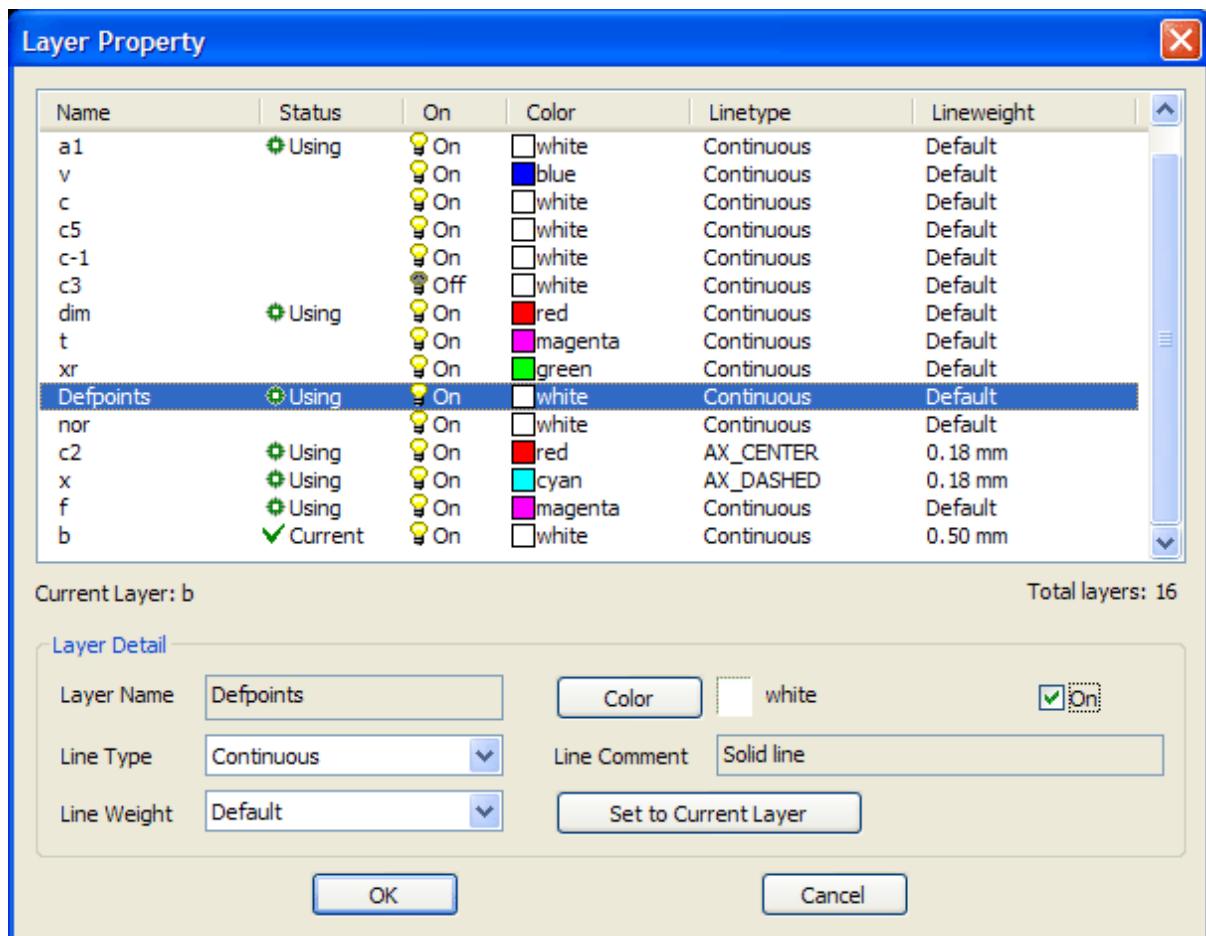 Layer Property
Name Status On Color Linetype Lineweight
a1 Using On white Continuous Default
v On blue Continuous Default
c On white Continuous Default
c5 On white Continuous Default
c-1 On white Continuous Default
c3 Off white Continuous Default
dim Using On red Continuous Default
t On magenta Continuous Default
xr On green Continuous Default
Defpoints Using On white Continuous Default
nor On white Continuous Default
c2 Using On red AX_CENTER 0.18 mm
x Using On cyan AX_DASHED 0.18 mm
f Using On magenta Continuous Default
b Current On white Continuous 0.50 mm
Current Layer: b Total layers: 16
Layer Detail
Layer Name Defpoints Color white On
Line Type Continuous Line Comment Solid line
Line Weight Default Set to Current Layer
OK Cancel